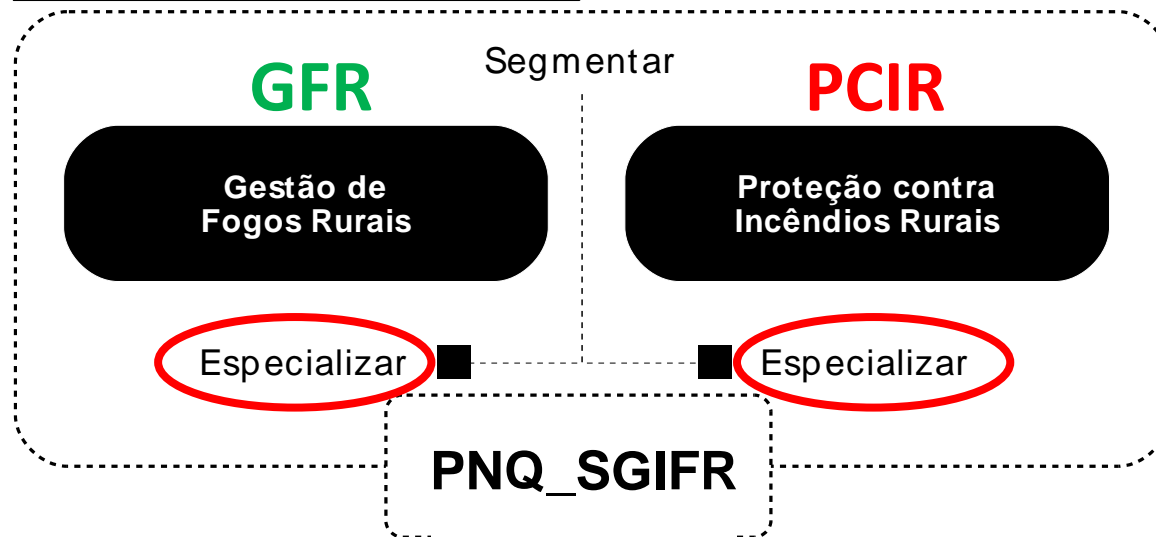 Segmentar
GFR
PCIR
Gestão de
Fogos Rurais
Proteção contra
Incêndios Rurais
Especializar
Especializar
PNQ_SGIFR